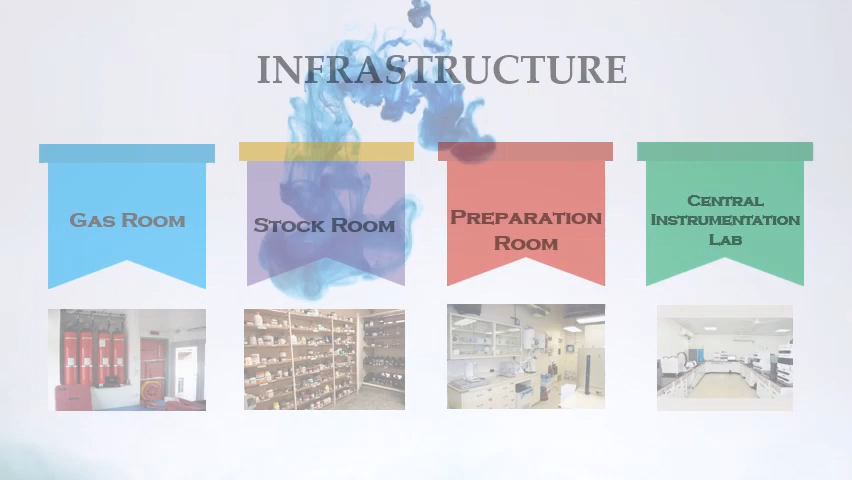 INFRASTRUCTURE
Gas Room
Stock Room
Preparation
Room
Central
Instrumentation
Lab